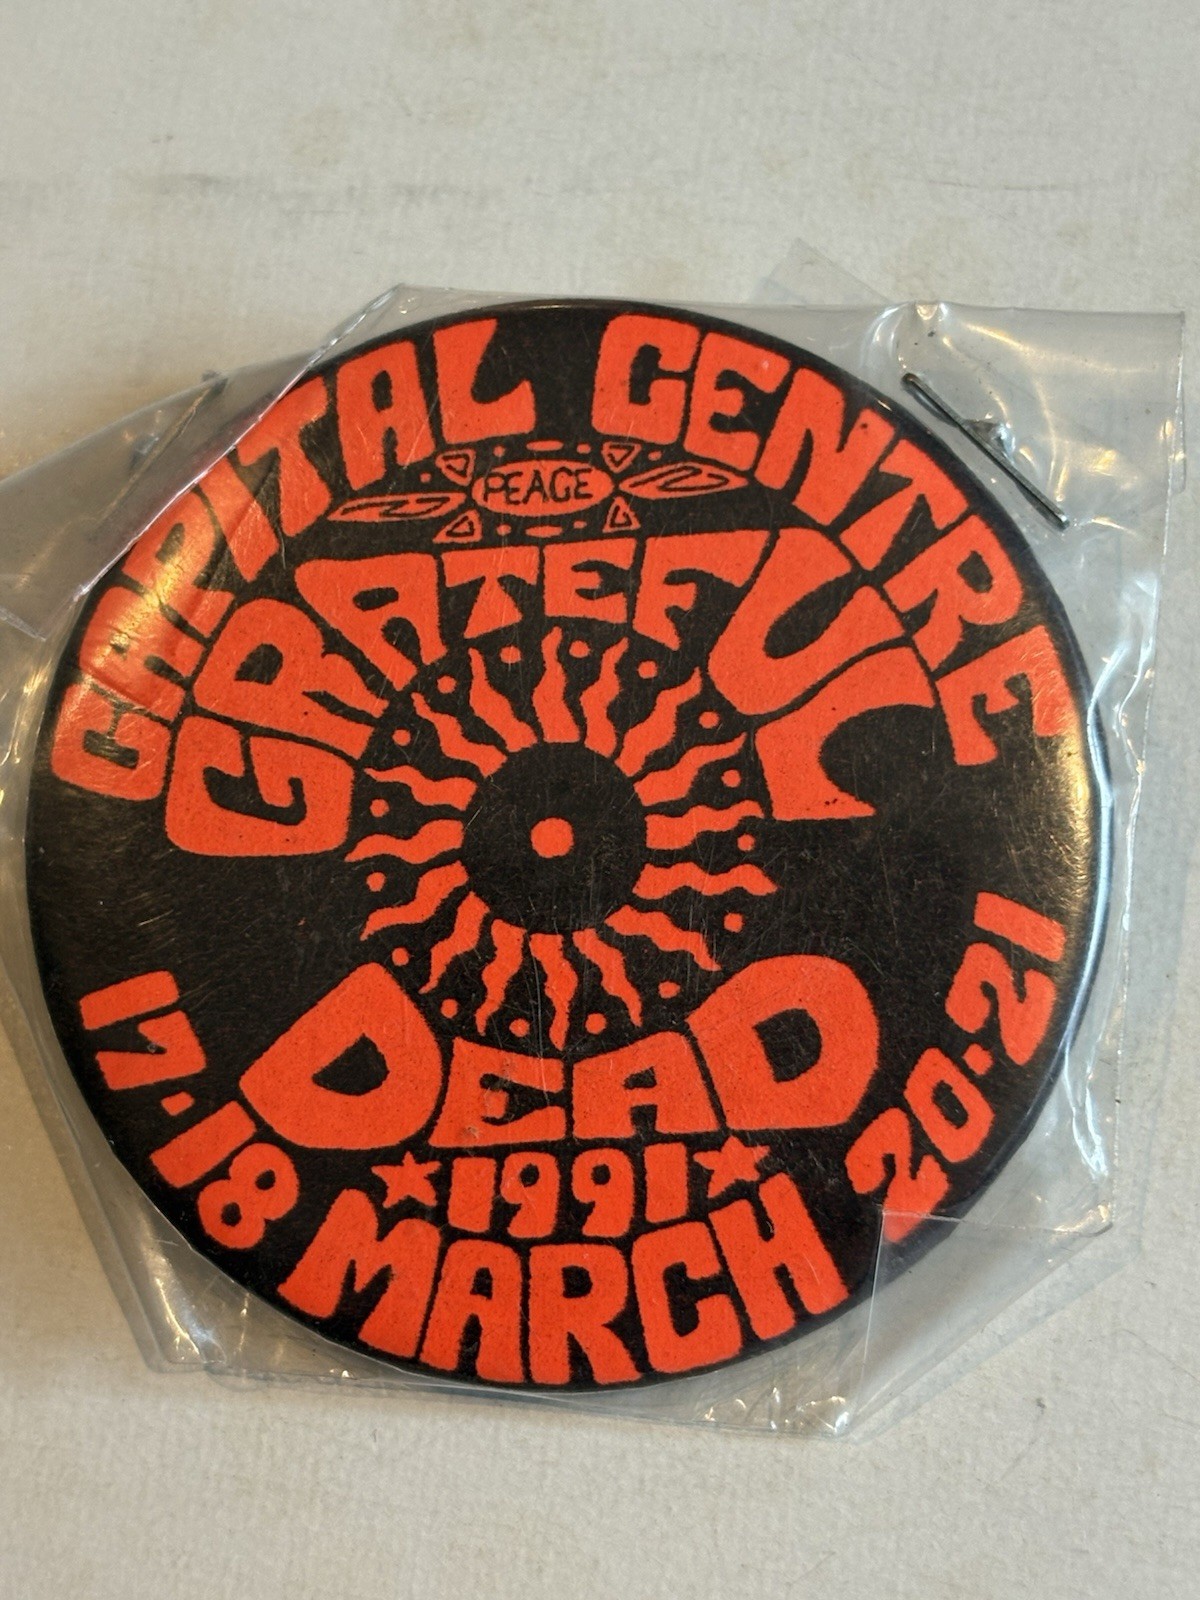 CAPITAL CENTRE
PEACE
GRATEFUL
DEAD
1991
17·18 MARCH 20·21